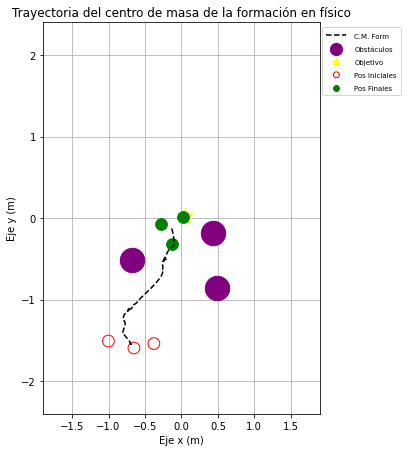 Trayectoria del centro de masa de la formación en físico
C.M. Form
Obstáculos
Objetivo
Pos Iniciales
Pos Finales
Eje y (m)
2
1
0
−1
−2
−1.5
−1.0
−0.5
0.0
0.5
1.0
1.5
Eje x (m)